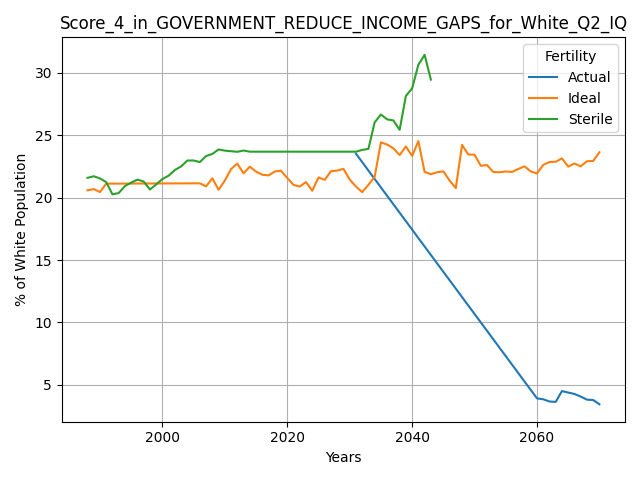 Score_4_in_GOVERNMENT_REDUCE_INCOME_GAPS_for_White_Q2_IQ
Fertility
Actual
Ideal
Sterile
% of White Population
30
25
20
15
10
5
2000 2020 2040 2060
Years